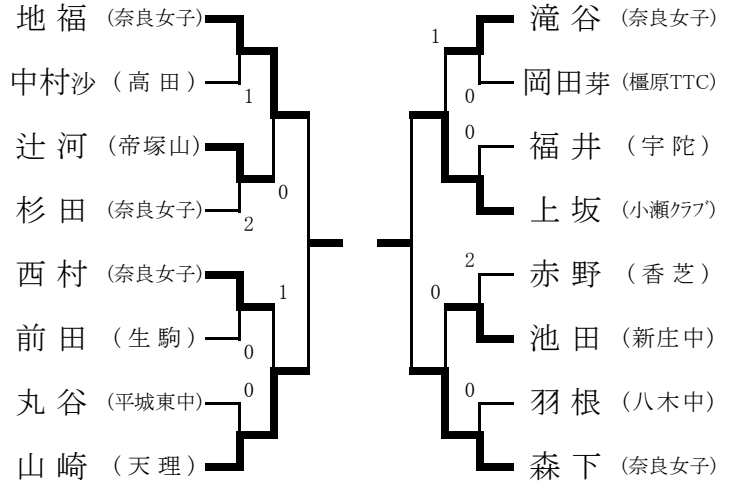 地福 (奈良女子)
中村沙 (高田)
1
辻河 (帝塚山)
0
杉田 (奈良女子)
2
西村 (奈良女子)
1
前田 (生駒)
0
丸谷 (平城東中)
0
山崎 (天理)
滝谷 (奈良女子)
1
岡田芽 (橿原TTC)
0
福井 (宇陀)
0
上坂 (小瀬クラブ)
赤野 (香芝)
2
0
池田 (新庄中)
羽根 (八木中)
0
森下 (奈良女子)